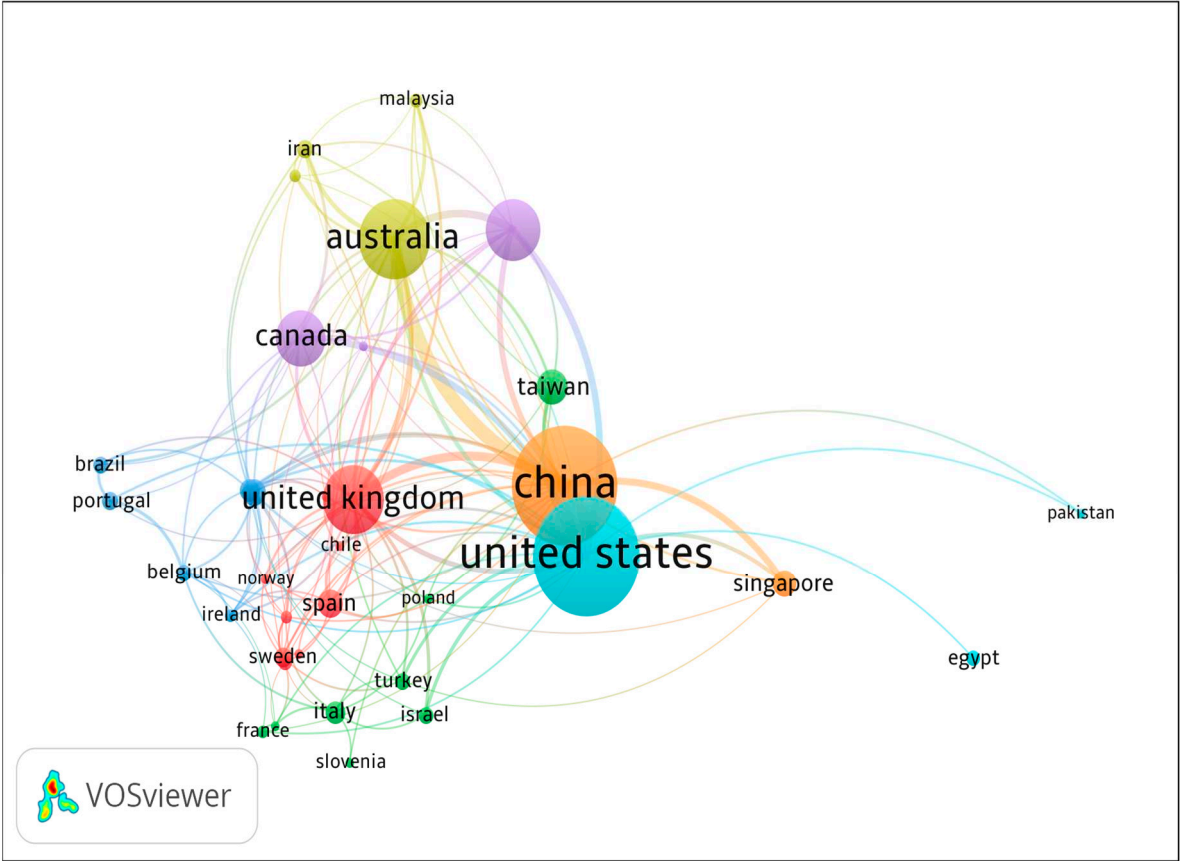 malaysia
iran
australia
canada
taiwan
brazil
portugal
united kingdom
china
pakistan
chile
united states
belgium
norway
singapore
ireland
spain
poland
sweden
egypt
turkey
italy
israel
france
slovenia
VOSviewer